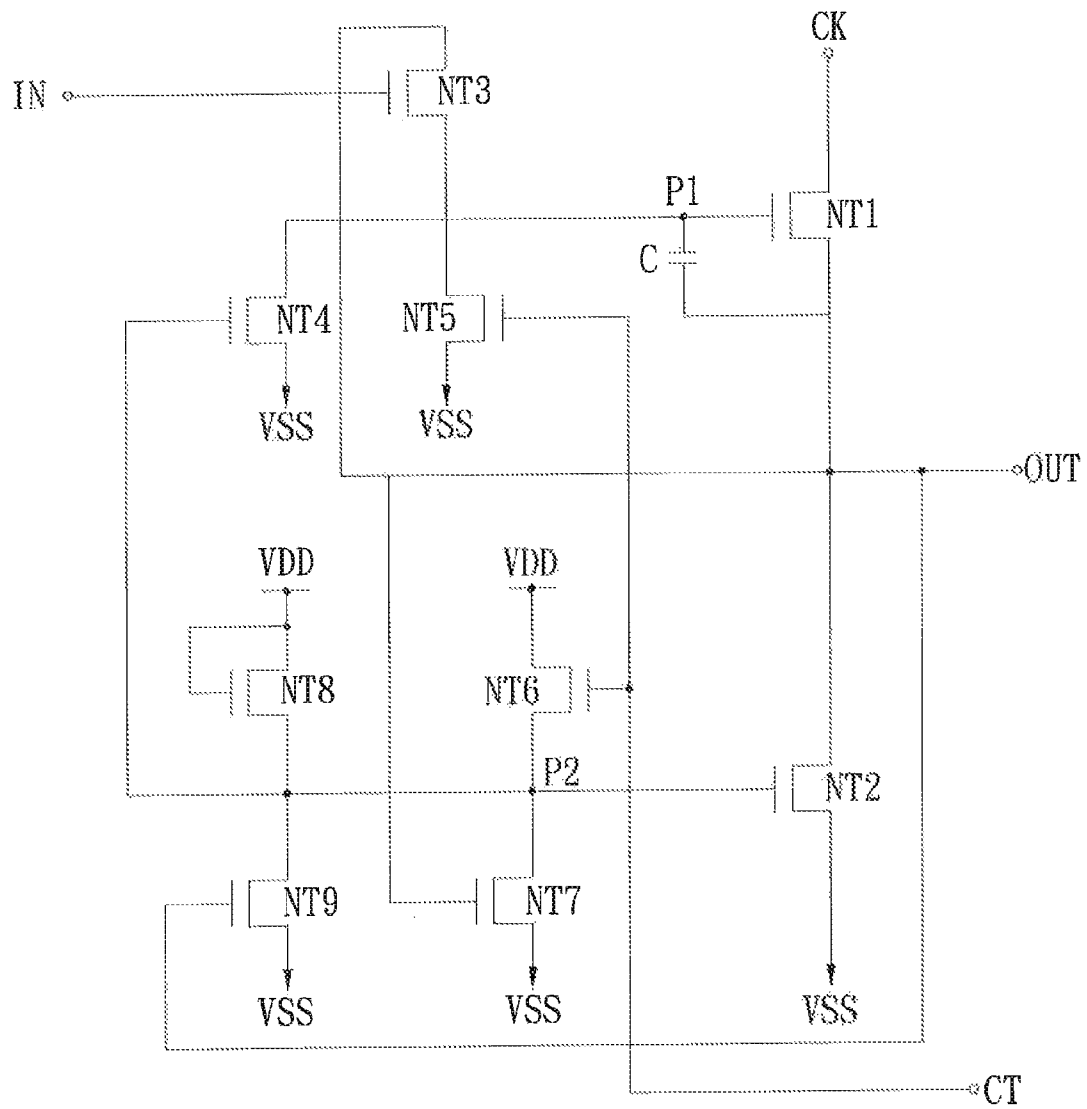 CK
IN
NT3
P1
NT1
C
NT4
NT5
VSS
VSS
OUT
VDD
VDD
NT8
NT6
P2
NT2
NT9
NT7
VSS
VSS
VSS
CT